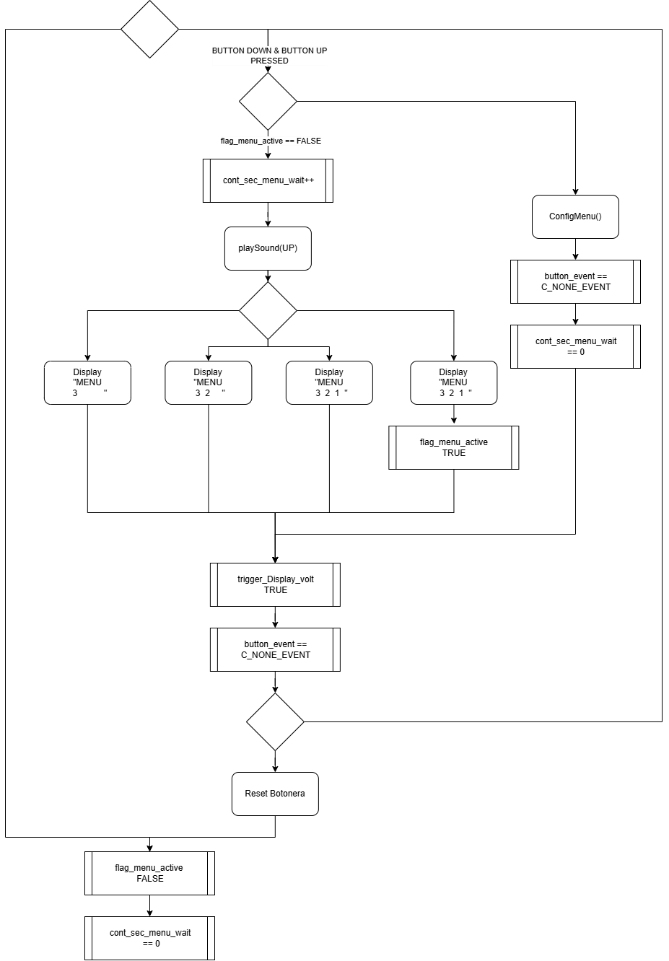 BUTTON DOWN & BUTTON UP
PRESSED
flag_menu_active == FALSE
cont_sec_menu_wait++
ConfigMenu()
playSound(UP)
button_event ==
C_NONE_EVENT
cont_sec_menu_wait
== 0
Display
"MENU
3 "
Display
"MENU
3 2 "
Display
"MENU
3 2 1 "
Display
"MENU
3 2 1 "
flag_menu_active
TRUE
trigger_Display_volt
TRUE
button_event ==
C_NONE_EVENT
Reset Botonera
flag_menu_active
FALSE
cont_sec_menu_wait
== 0